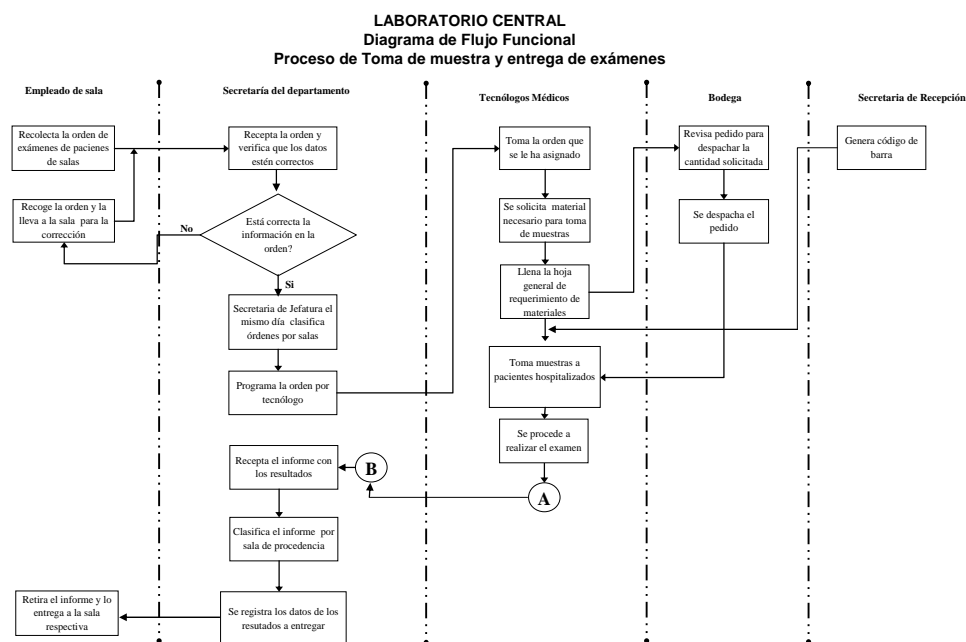 LABORATORIO CENTRAL
Diagrama de Flujo Funcional
Proceso de Toma de muestra y entrega de exámenes
Empleado de sala
Secretaría del departamento
Tecnólogos Médicos
Bodega
Secretaria de Recepción
Recolecta la orden de
exámenes de pacienes de
salas
Recepta la orden y
verifica que los datos
estén correctos
Toma la orden que
se le ha asignado
Revisa pedido para
despachar la
cantidad solicitada
Genera código de
barra
Recoge la orden y la
lleva a la sala para la
corrección
No
Está correcta la
información en la
orden?
Se solicita material
necesario para toma
de muestras
Se despacha el
pedido
Si
Llena la hoja
general de
requerimiento de
materiales
Secretaria de Jefatura el
mismo día clasifica
órdenes por salas
Toma muestras a
pacientes hospitalizados
Programa la orden por
tecnólogo
Se procede a
realizar el examen
Recepta el informe con
los resultados
B
A
Clasifica el informe por
sala de procedencia
Retira el informe y lo
entrega a la sala
respectiva
Se registra los datos de los
resutados a entregar